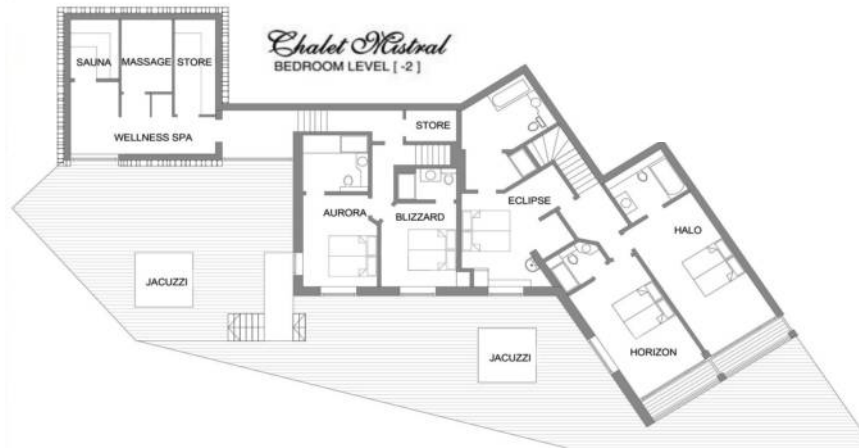 Chalet Mistral
BEDROOM LEVEL [ -2 ]
SAUNA
MASSAGE
STORE
WELLNESS SPA
STORE
AURORA
BLIZZARD
ECLIPSE
HALO
JACUZZI
HORIZON
JACUZZI